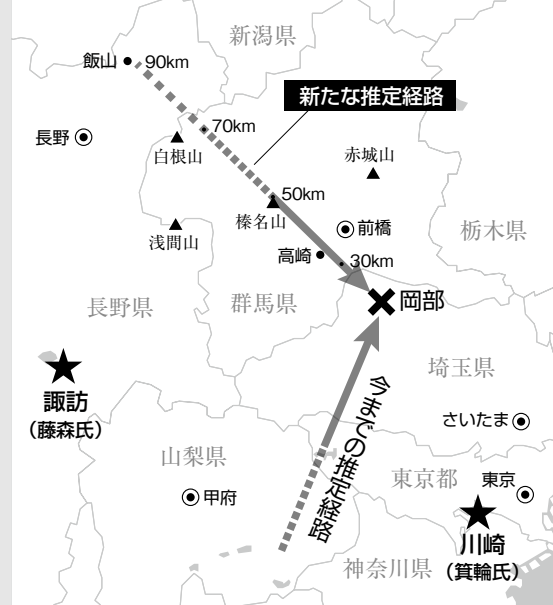 新潟県
飯山
90km
新たな推定経路
70km
長野
白根山
赤城山
50km
榛名山
前橋
栃木県
浅間山
高崎
30km
長野県
群馬県
岡部
埼玉県
諏訪
（藤森氏）
今までの推定経路
さいたま
山梨県
東京都
東京
甲府
川崎
（箕輪氏）
神奈川県